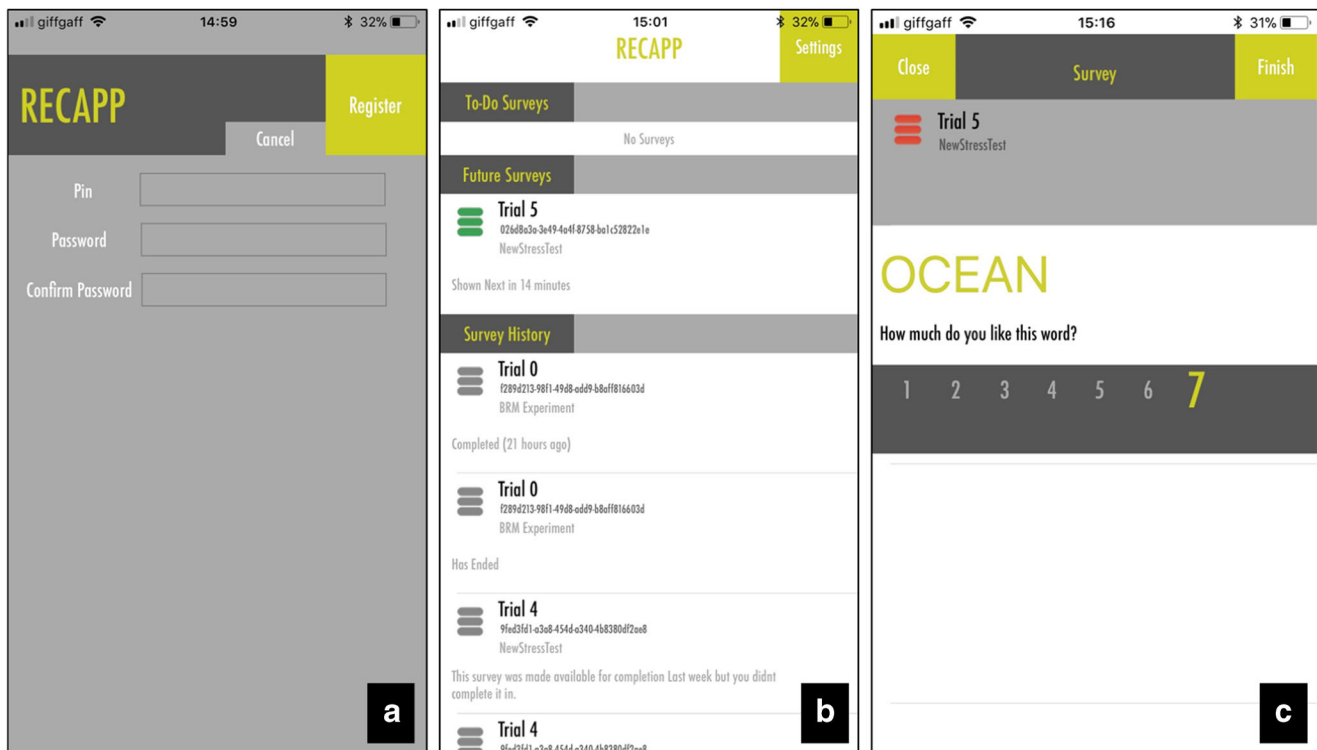 giffgaff 14:59 32%
RECAPP
Register
Cancel
Pin
Password
Confirm Password
a
giffgaff 15:01 32%
RECAPP
Settings
To-Do Surveys
No Surveys
Future Surveys
Trial 5
026d8a3a-3e49-4a4f-8758-ba1c52822e1e
NewStressTest
Shown Next in 14 minutes
Survey History
Trial 0
f289d213-98f1-49d8-add9-b8aff816603d
BRM Experiment
Completed (21 hours ago)
Trial 0
f289d213-98f1-49d8-add9-b8aff816603d
BRM Experiment
Has Ended
Trial 4
9fed3fd1-a3a8-454d-a340-4b8380df2ae8
NewStressTest
This survey was made available for completion Last week but you didnt
complete it in.
Trial 4
9fed3fd1-a3a8-454d-a340-4b8380df2ae8
b
giffgaff 15:16 31%
Close
Survey
Finish
Trial 5
NewStressTest
OCEAN
How much do you like this word?
1 2 3 4 5 6 7
c